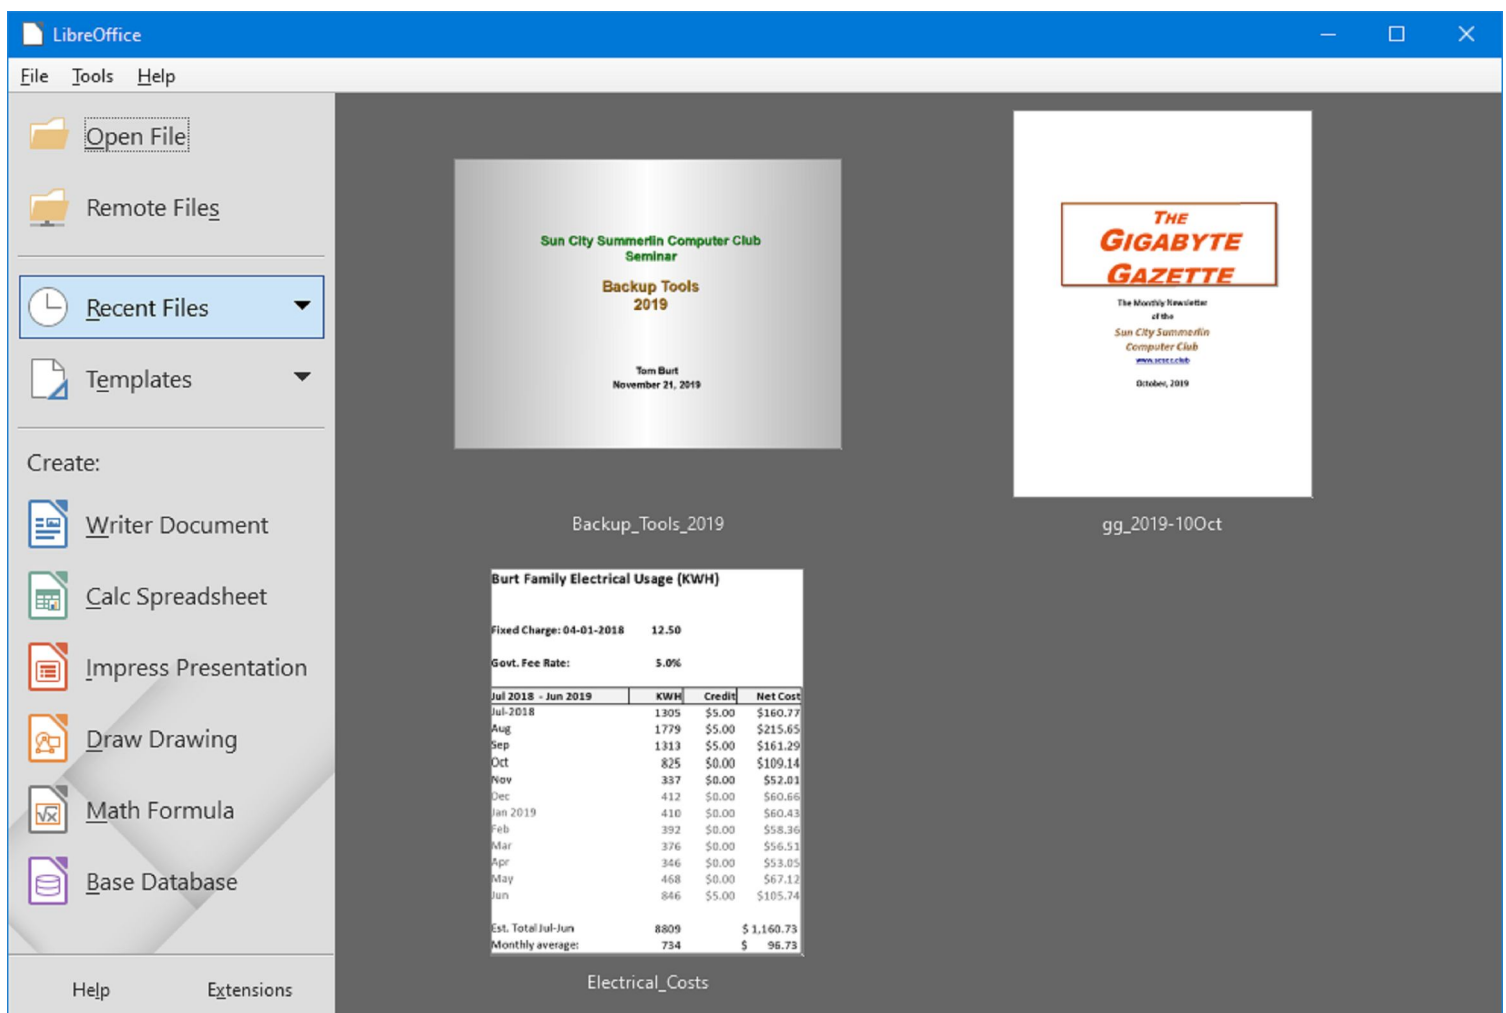 LibreOffice
File Tools Help
Open File
Remote Files
Recent Files
Templates
Create:
Writer Document
Calc Spreadsheet
Impress Presentation
Draw Drawing
Math Formula
Base Database
Help Extensions
Sun City Summerlin Computer Club
Seminar
Backup Tools
2019
Tom Burt
November 21, 2019
Backup_Tools_2019
THE
GIGABYTE
GAZETTE
The Monthly Newsletter
of the
Sun City Summerlin
Computer Club
www.scscc.club
October, 2019
gg_2019-10Oct
Burt Family Electrical Usage (KWH)
Fixed Charge: 04-01-2018 12.50
Govt. Fee Rate: 5.0%
Jul 2018 - Jun 2019 KWH Credit Net Cost
Jul-2018 1305 $5.00 $160.77
Aug 1779 $5.00 $215.65
Sep 1313 $5.00 $161.29
Oct 825 $0.00 $109.14
Nov 337 $0.00 $52.01
Dec 412 $0.00 $60.66
Jan 2019 410 $0.00 $60.43
Feb 392 $0.00 $58.36
Mar 376 $0.00 $56.51
Apr 346 $0.00 $53.05
May 468 $0.00 $67.12
Jun 846 $5.00 $105.74
Est. Total Jul-Jun 8809 $ 1,160.73
Monthly average: 734 $ 96.73
Electrical_Costs